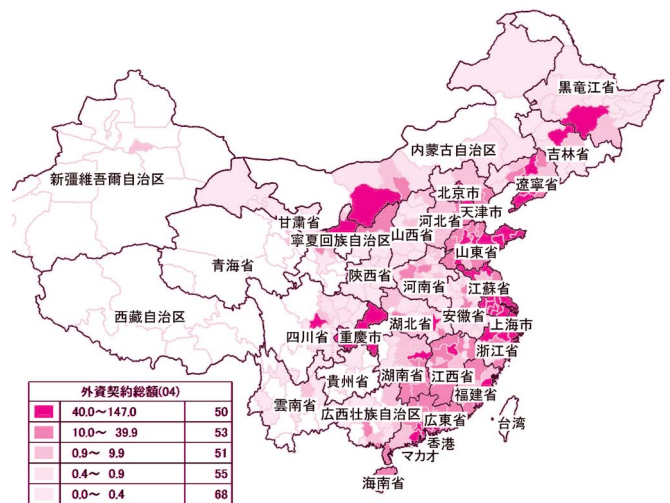 黒竜江省
内蒙古自治区
吉林省
新疆維吾爾自治区
遼寧省
北京市
天津市
甘粛省
河北省
寧夏回族自治区
山西省
山東省
青海省
陝西省
河南省
江蘇省
西藏自治区
安徽省
上海市
四川省
重慶市
湖北省
浙江省
貴州省
湖南省
江西省
福建省
雲南省
広西壮族自治区
広東省
台湾
香港
マカオ
海南省
外資契約総額(04)
40.0～147.0 50
10.0～ 39.9 53
0.9～ 9.9 51
0.4～ 0.9 55
0.0～ 0.4 68